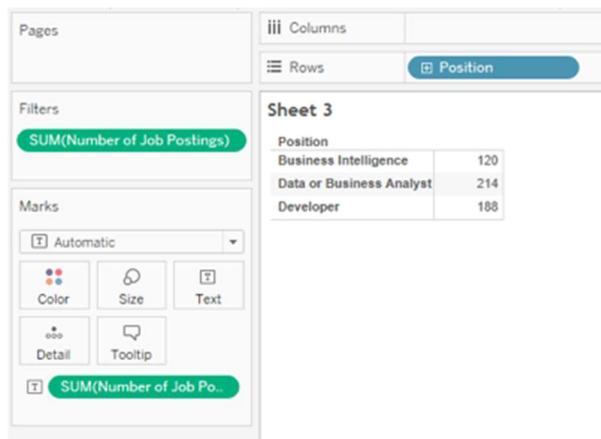 Pages
Filters
SUM(Number of Job Postings)
Marks
Automatic
Color Size Text
Detail Tooltip
SUM(Number of Job Po..
Columns
Rows Position
Sheet 3
Position
Business Intelligence 120
Data or Business Analyst 214
Developer 188